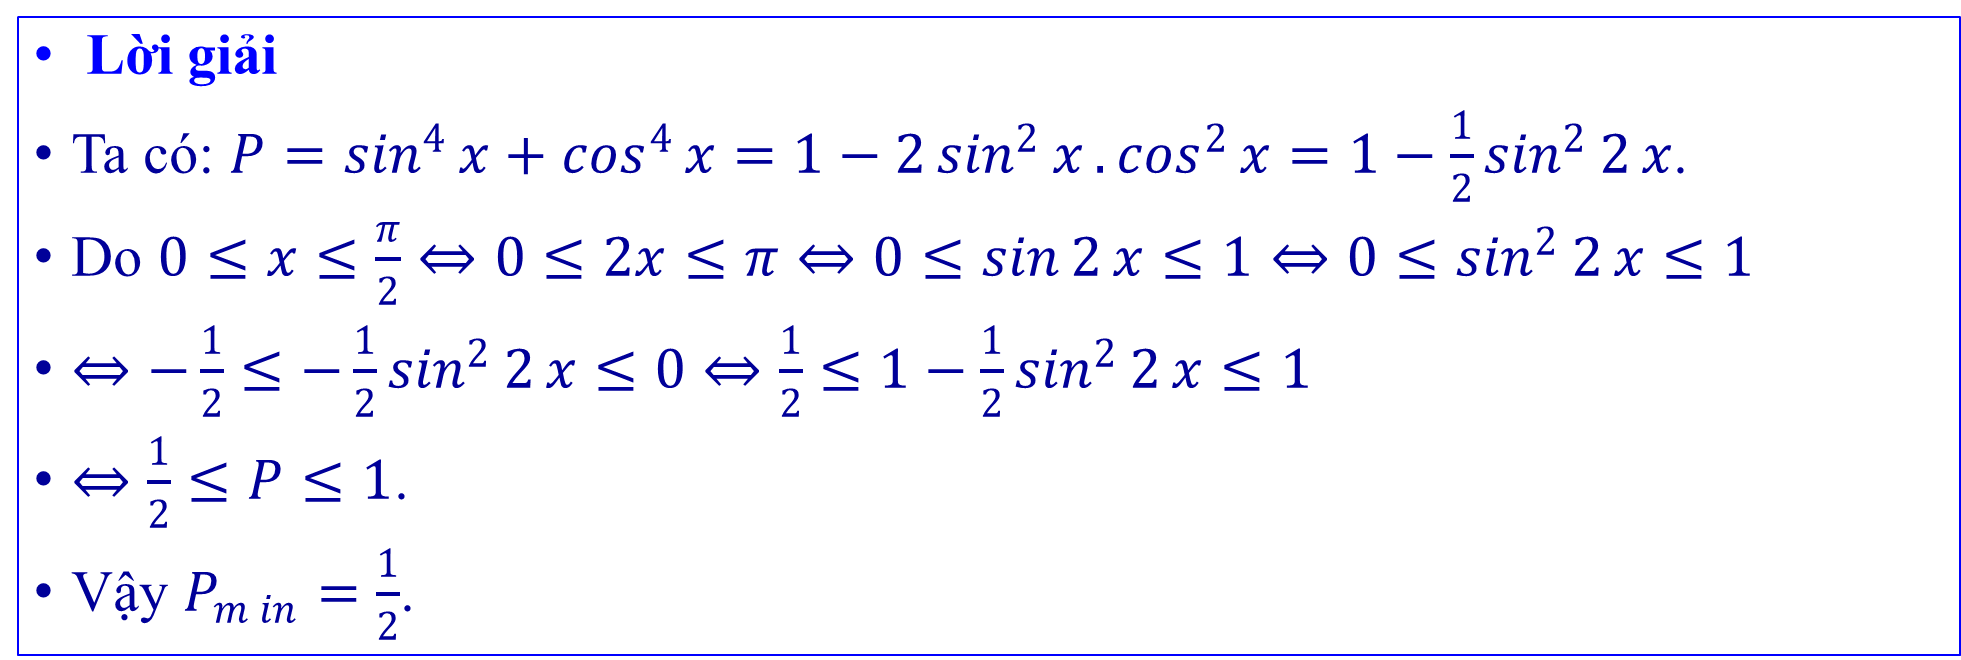 • Lời giải
• Ta có: P = sin⁴ x + cos⁴ x = 1 − 2 sin² x . cos² x = 1 − 1/2 sin² 2 x.
• Do 0 ≤ x ≤ π/2 ⇔ 0 ≤ 2x ≤ π ⇔ 0 ≤ sin 2 x ≤ 1 ⇔ 0 ≤ sin² 2 x ≤ 1
• ⇔ − 1/2 ≤ − 1/2 sin² 2 x ≤ 0 ⇔ 1/2 ≤ 1 − 1/2 sin² 2 x ≤ 1
• ⇔ 1/2 ≤ P ≤ 1.
• Vậy P_{m in} = 1/2.